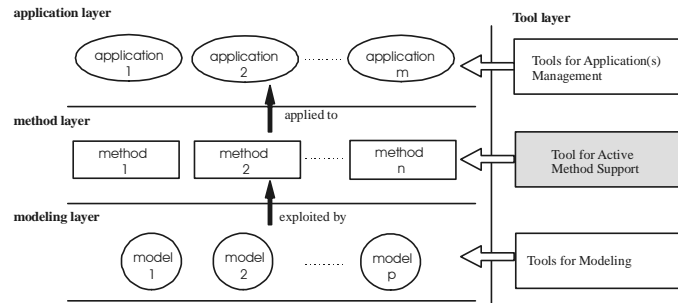 application layer
Tool layer
application
1
application
2
application
m
Tools for Application(s)
Management
applied to
method layer
method
1
method
2
method
n
Tool for Active
Method Support
exploited by
modeling layer
model
1
model
2
model
p
Tools for Modeling